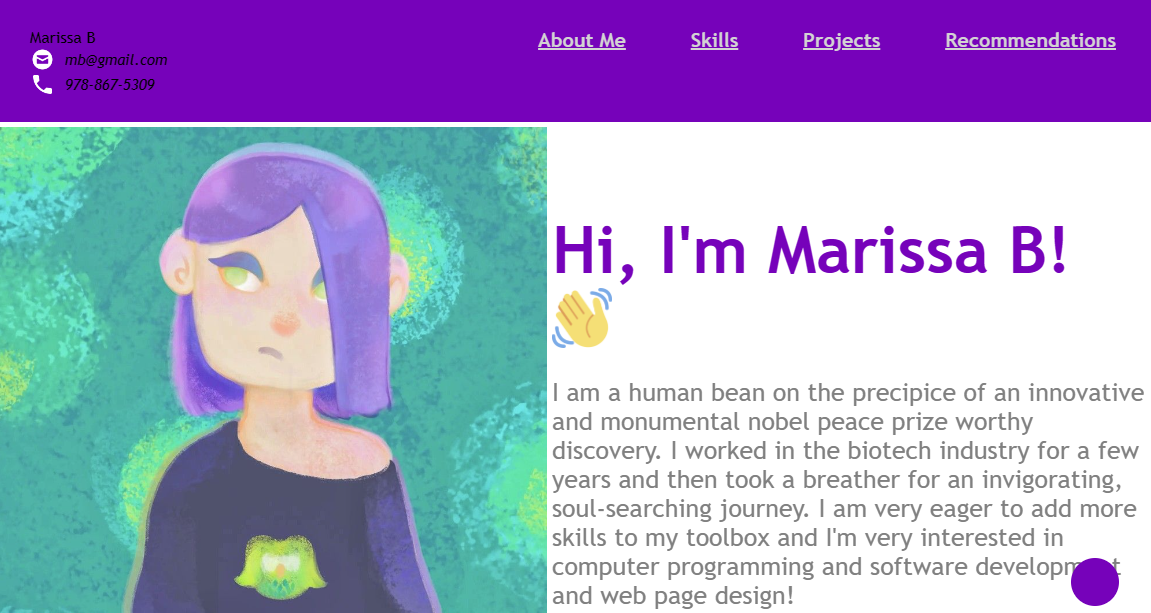 Marissa B
mb@gmail.com
978-867-5309
About Me Skills Projects Recommendations
Hi, I'm Marissa B!
I am a human bean on the precipice of an innovative
and monumental nobel peace prize worthy
discovery. I worked in the biotech industry for a few
years and then took a breather for an invigorating,
soul-searching journey. I am very eager to add more
skills to my toolbox and I'm very interested in
computer programming and software development
and web page design!